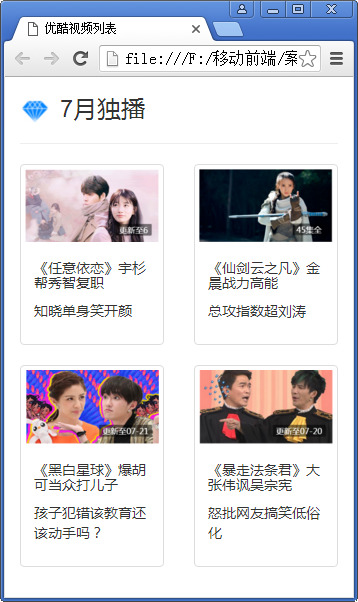 优酷视频列表
file:///F:/移动前端/案
7月独播
更新至6
45集全
《任意依恋》宇杉
帮秀智复职
知晓单身笑开颜
《仙剑云之凡》金
晨战力高能
总攻指数超刘涛
更新至07-21
更新至07-20
《黑白星球》爆胡
可当众打儿子
孩子犯错该教育还
该动手吗？
《暴走法条君》大
张伟讽吴宗宪
怒批网友搞笑低俗
化